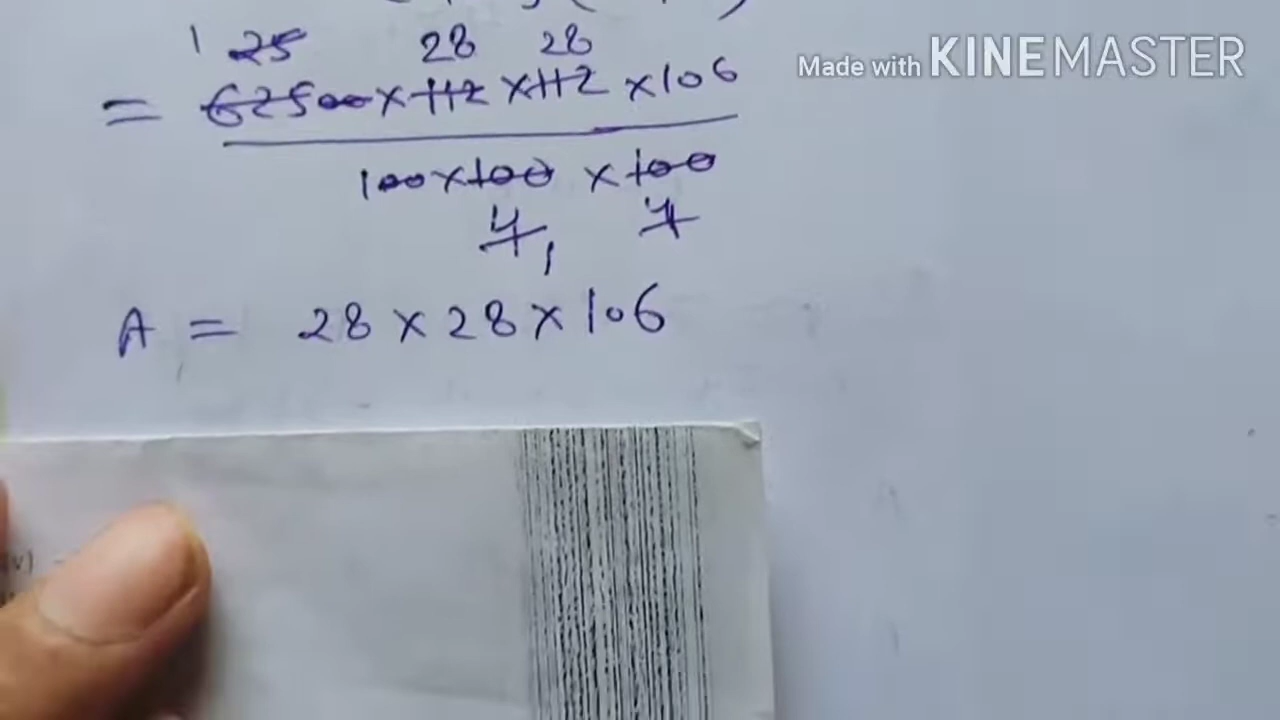 1 25 28 28
Made with KINEMASTER
= 62500 x 112 x 112 x 106
100 x 100 x 100
4, 4
A = 28 x 28 x 106